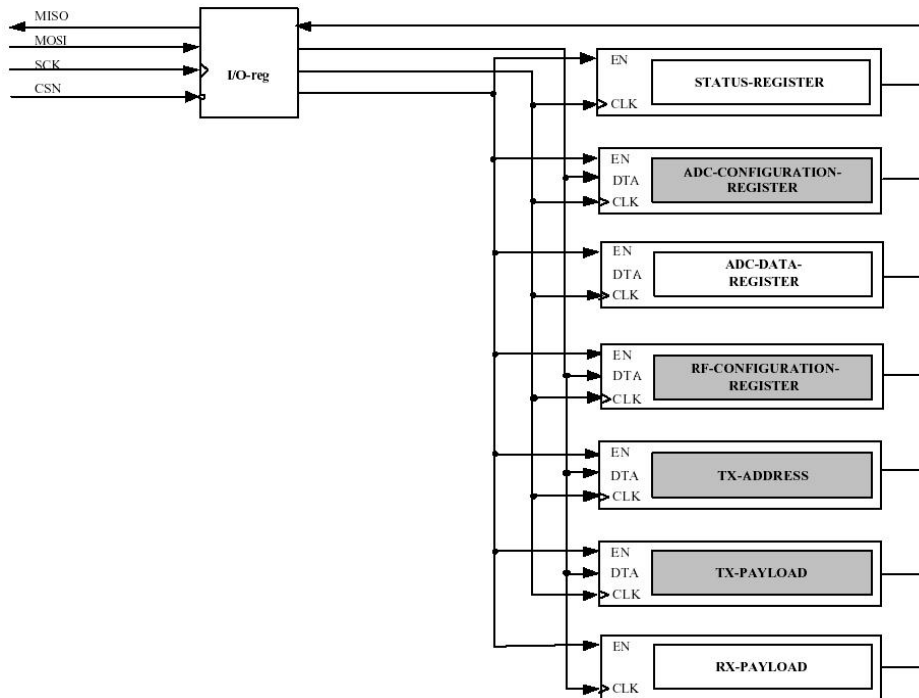 MISO
MOSI
SCK
CSN
I/O-reg
EN
CLK
STATUS-REGISTER
EN
DTA
CLK
ADC-CONFIGURATION-
REGISTER
EN
DTA
CLK
ADC-DATA-
REGISTER
EN
DTA
CLK
RF-CONFIGURATION-
REGISTER
EN
DTA
CLK
TX-ADDRESS
EN
DTA
CLK
TX-PAYLOAD
EN
CLK
RX-PAYLOAD